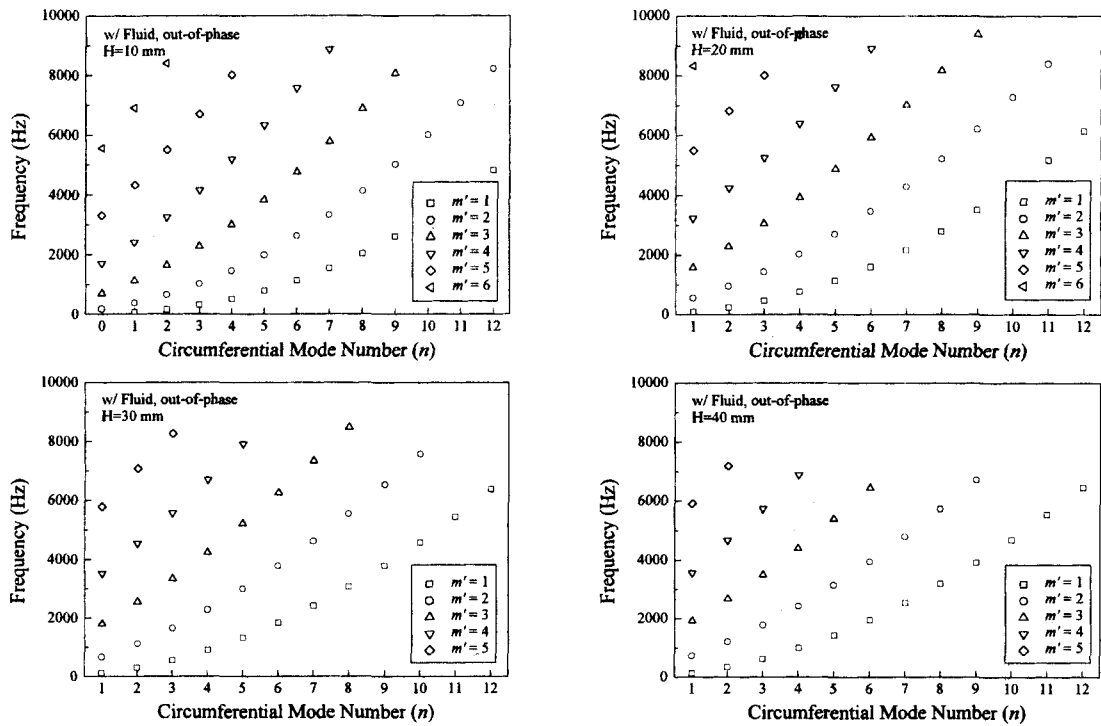 w/ Fluid, out-of-phase
H=10 mm
10000
8000
6000
4000
2000
0
Frequency (Hz)
m' = 1
m' = 2
m' = 3
m' = 4
m' = 5
m' = 6
0 1 2 3 4 5 6 7 8 9 10 11 12
Circumferential Mode Number (n)
w/ Fluid, out-of-phase
H=20 mm
10000
8000
6000
4000
2000
0
Frequency (Hz)
m' = 1
m' = 2
m' = 3
m' = 4
m' = 5
m' = 6
1 2 3 4 5 6 7 8 9 10 11 12
Circumferential Mode Number (n)
w/ Fluid, out-of-phase
H=30 mm
10000
8000
6000
4000
2000
0
Frequency (Hz)
m' = 1
m' = 2
m' = 3
m' = 4
m' = 5
1 2 3 4 5 6 7 8 9 10 11 12
Circumferential Mode Number (n)
w/ Fluid, out-of-phase
H=40 mm
10000
8000
6000
4000
2000
0
Frequency (Hz)
m' = 1
m' = 2
m' = 3
m' = 4
m' = 5
1 2 3 4 5 6 7 8 9 10 11 12
Circumferential Mode Number (n)